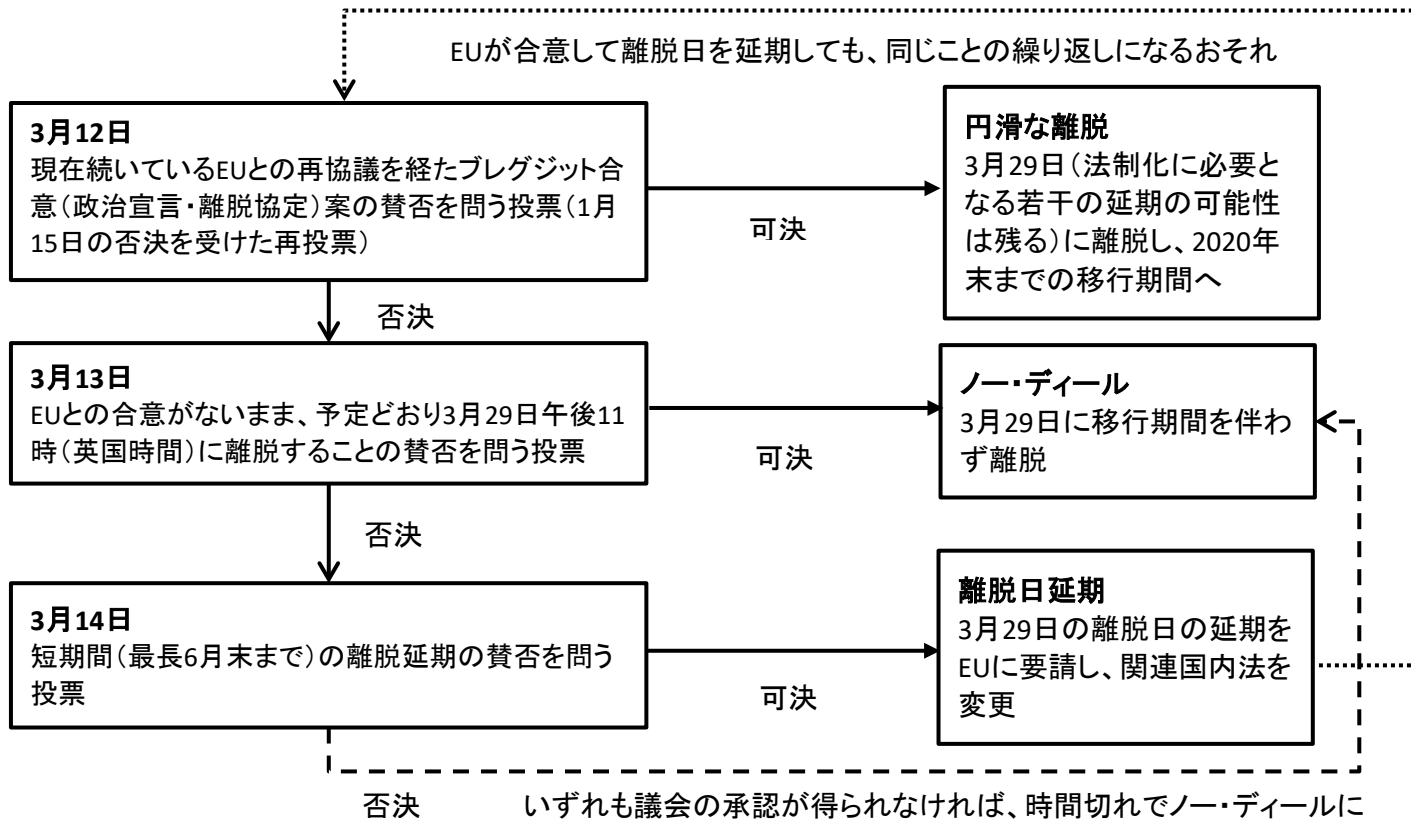 EUが合意して離脱日を延期しても、同じことの繰り返しになるおそれ
3月12日
現在続いているEUとの再協議を経たブレグジット合
意（政治宣言・離脱協定）案の賛否を問う投票（1月
15日の否決を受けた再投票）
可決
円滑な離脱
3月29日（法制化に必要と
なる若干の延期の可能性
は残る）に離脱し、2020年
末までの移行期間へ
否決
3月13日
EUとの合意がないまま、予定どおり3月29日午後11
時（英国時間）に離脱することの賛否を問う投票
可決
ノー・ディール
3月29日に移行期間を伴わ
ず離脱
否決
3月14日
短期間（最長6月末まで）の離脱延期の賛否を問う
投票
可決
離脱日延期
3月29日の離脱日の延期を
EUに要請し、関連国内法を
変更
否決
いずれも議会の承認が得られなければ、時間切れでノー・ディールに